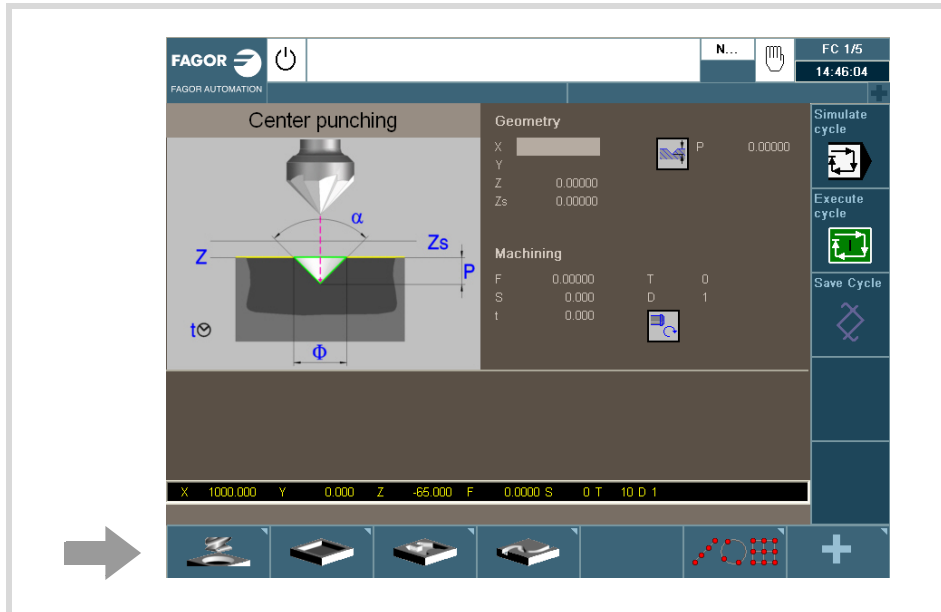 FAGOR
FAGOR AUTOMATION
N...
FC 1/5
14:46:04
Center punching
α
Z
Zs
P
t
Φ
Geometry
X
Y
Z 0.00000
Zs 0.00000
P 0.00000
Machining
F 0.00000 T 0
S 0.000 D 1
t 0.000
Simulate
cycle
Execute
cycle
Save Cycle
X 1000.000 Y 0.000 Z -65.000 F 0.0000 S 0 T 10 D 1